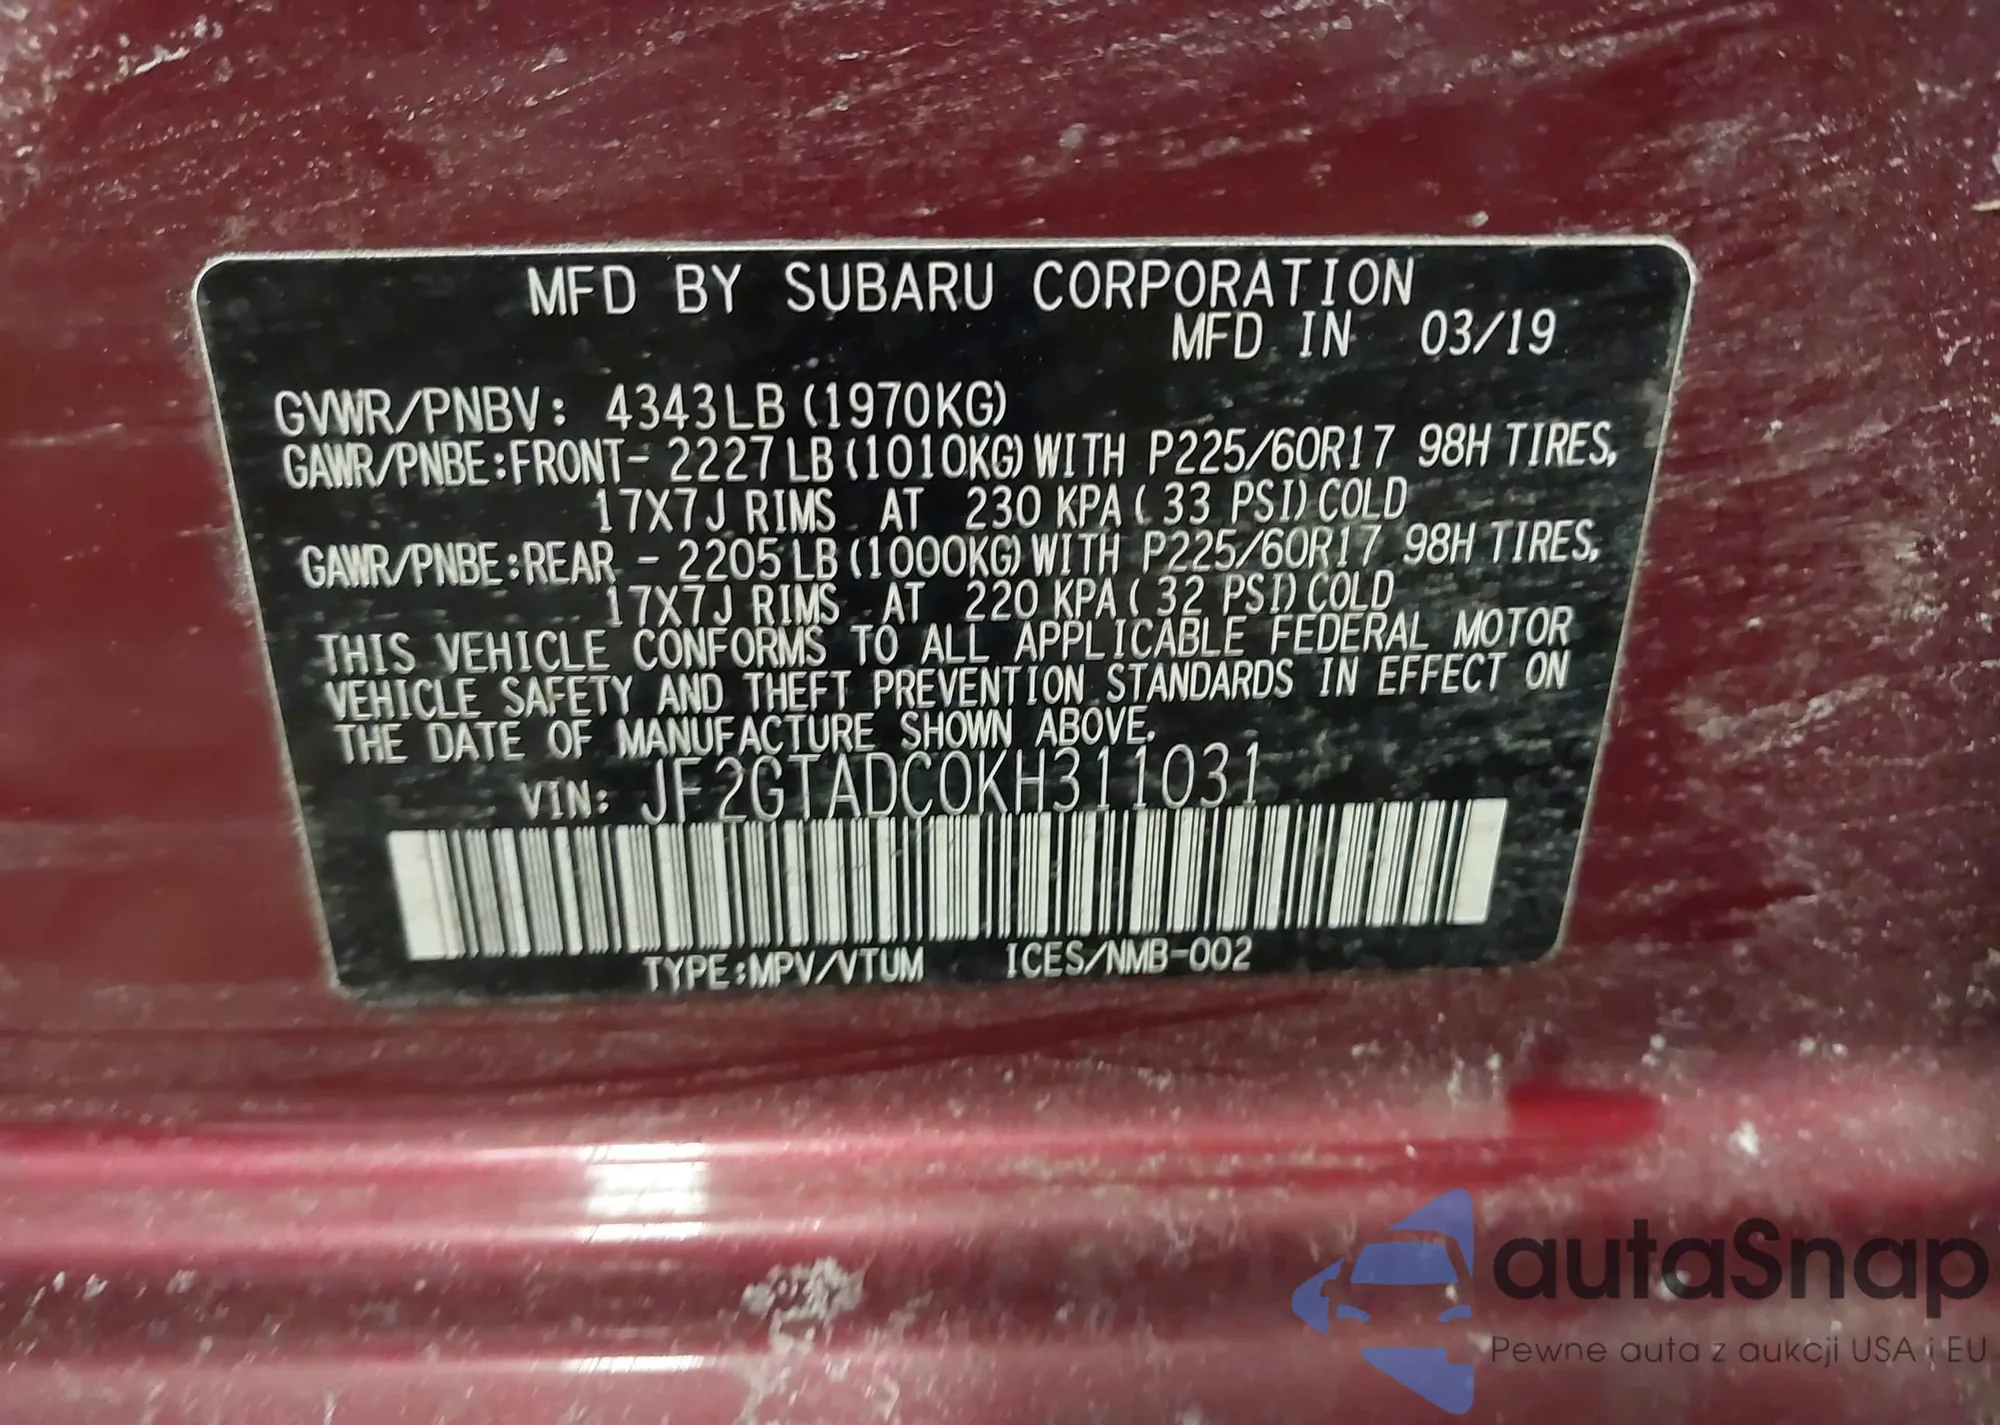 MFD BY SUBARU CORPORATION
MFD IN 03/19
GVWR/PNBV: 4343LB (1970KG)
GAWR/PNBE:FRONT- 2227LB (1010KG) WITH P225/60R17 98H TIRES,
17X7J RIMS AT 230 KPA ( 33 PSI) COLD
GAWR/PNBE:REAR - 2205LB (1000KG) WITH P225/60R17 98H TIRES,
17X7J RIMS AT 220 KPA ( 32 PSI) COLD
THIS VEHICLE CONFORMS TO ALL APPLICABLE FEDERAL MOTOR
VEHICLE SAFETY AND THEFT PREVENTION STANDARDS IN EFFECT ON
THE DATE OF MANUFACTURE SHOWN ABOVE.
VIN: JF2GTADC0KH311031
TYPE:MPV/VTUM ICES/NMB-002
autaSnap
Pewne auta z aukcji USA i EU